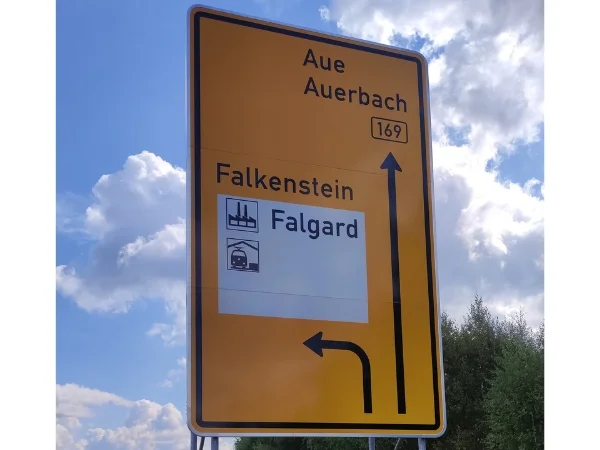 Aue
Auerbach
169
Falkenstein
Falgard